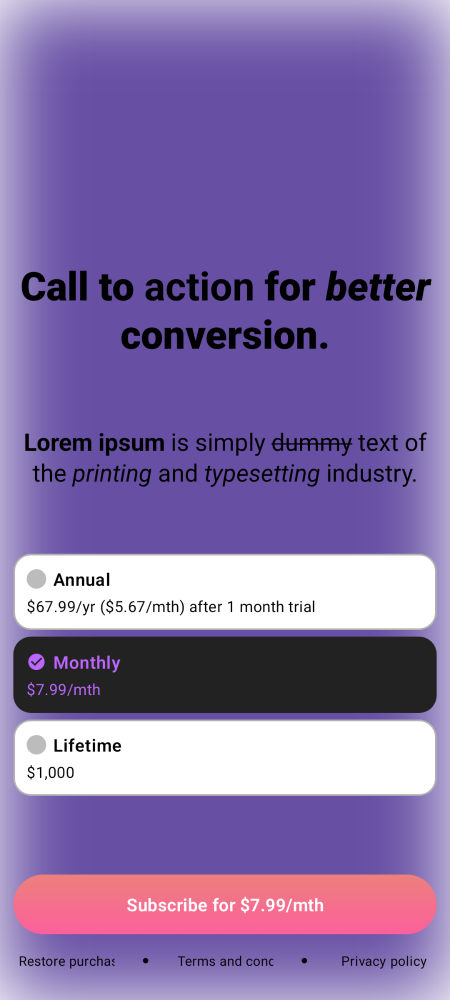 Call to action for better
conversion.
Lorem ipsum is simply dummy text of
the printing and typesetting industry.
Annual
$67.99/yr ($5.67/mth) after 1 month trial
Monthly
$7.99/mth
Lifetime
$1,000
Subscribe for $7.99/mth
Restore purchas • Terms and conc • Privacy policy